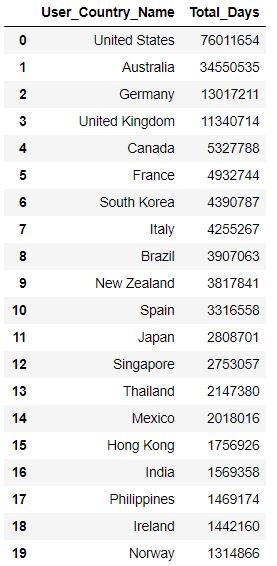 User_Country_Name Total_Days
0 United States 76011654
1 Australia 34550535
2 Germany 13017211
3 United Kingdom 11340714
4 Canada 5327788
5 France 4932744
6 South Korea 4390787
7 Italy 4255267
8 Brazil 3907063
9 New Zealand 3817841
10 Spain 3316558
11 Japan 2808701
12 Singapore 2753057
13 Thailand 2147380
14 Mexico 2018016
15 Hong Kong 1756926
16 India 1569358
17 Philippines 1469174
18 Ireland 1442160
19 Norway 1314866